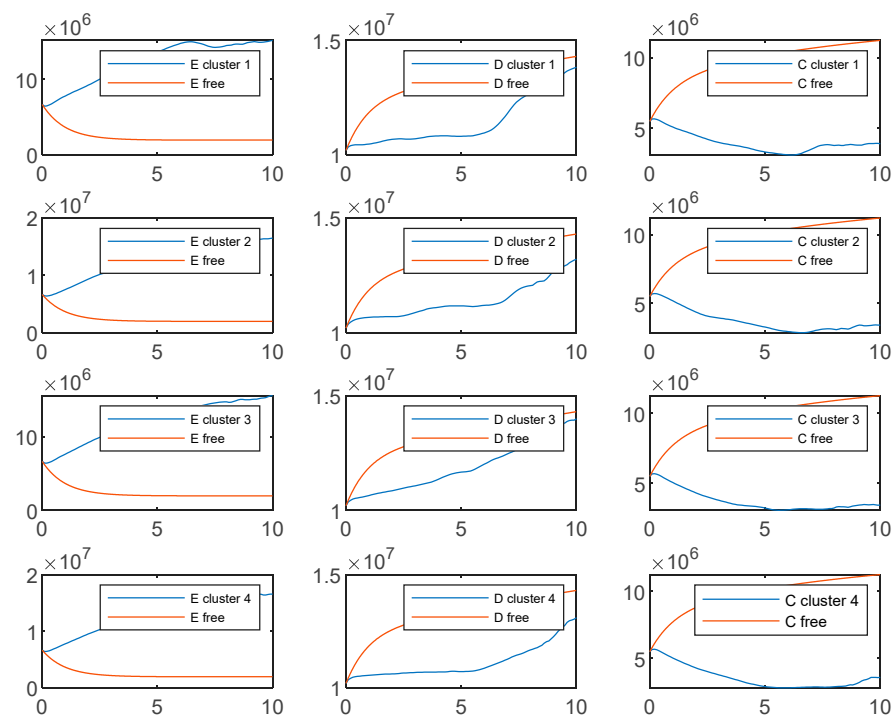 ×10^6
10
0
0 5 10
E cluster 1
E free
×10^7
1.5
1
0 5 10
D cluster 1
D free
×10^6
10
5
0 5 10
C cluster 1
C free
×10^7
2
1
0
0 5 10
E cluster 2
E free
×10^7
1.5
1
0 5 10
D cluster 2
D free
×10^6
10
5
0 5 10
C cluster 2
C free
×10^6
10
0
0 5 10
E cluster 3
E free
×10^7
1.5
1
0 5 10
D cluster 3
D free
×10^6
10
5
0 5 10
C cluster 3
C free
×10^7
2
1
0
0 5 10
E cluster 4
E free
×10^7
1.5
1
0 5 10
D cluster 4
D free
×10^6
10
5
0 5 10
C cluster 4
C free